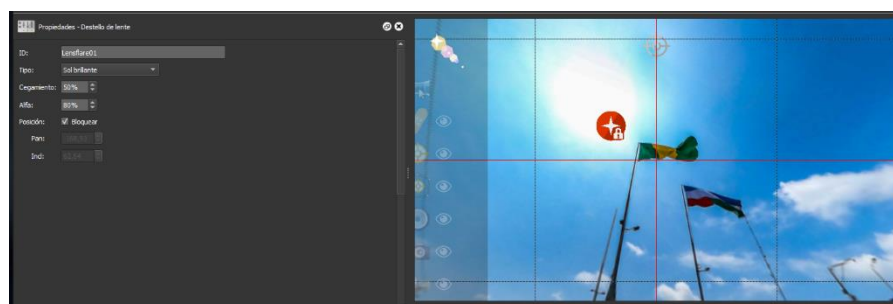 Propiedades - Destello de lente
ID: Lensflare01
Tipo: Sol brillante
Cegamiento: 50%
Alfa: 80%
Posición: Bloquear
Pan:
Incl: